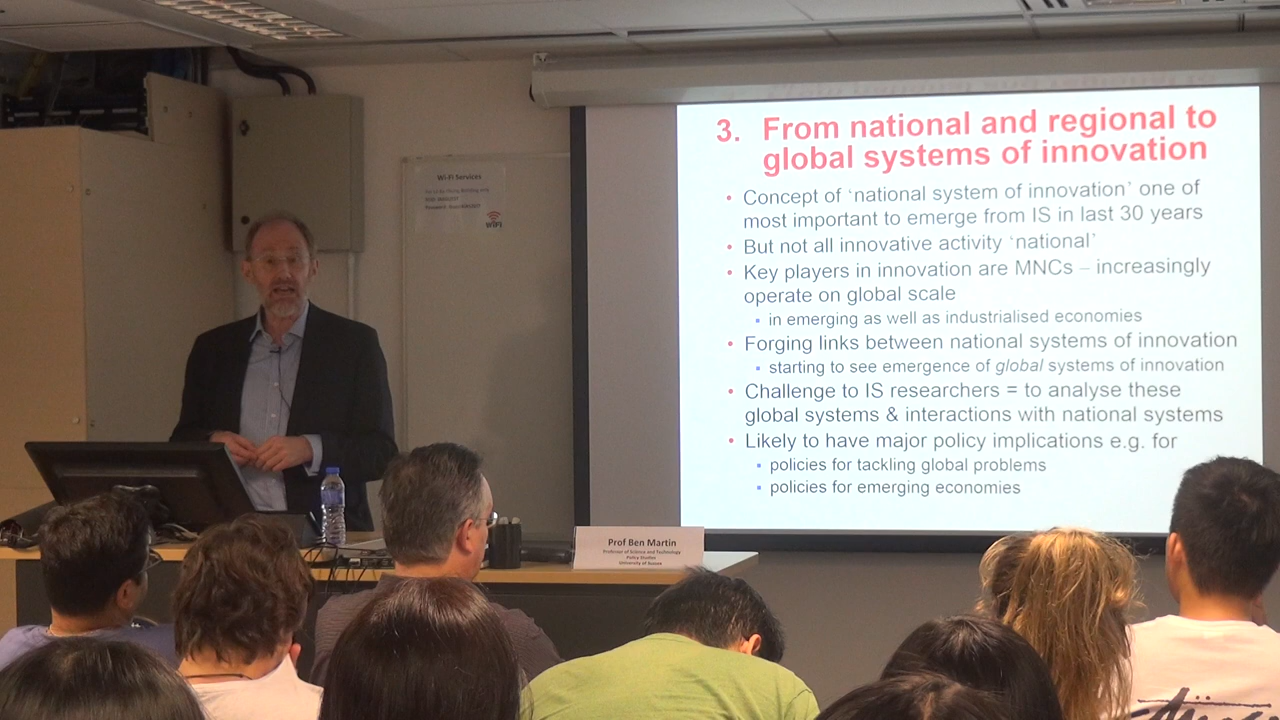 3. From national and regional to
global systems of innovation
• Concept of ‘national system of innovation’ one of
most important to emerge from IS in last 30 years
• But not all innovative activity ‘national’
• Key players in innovation are MNCs – increasingly
operate on global scale
▪ in emerging as well as industrialised economies
• Forging links between national systems of innovation
▪ starting to see emergence of global systems of innovation
• Challenge to IS researchers = to analyse these
global systems & interactions with national systems
• Likely to have major policy implications e.g. for
▪ policies for tackling global problems
▪ policies for emerging economies
Wi-Fi Services
WiFi
Prof Ben Martin
Professor of Science and Technology
Policy Studies
University of Sussex